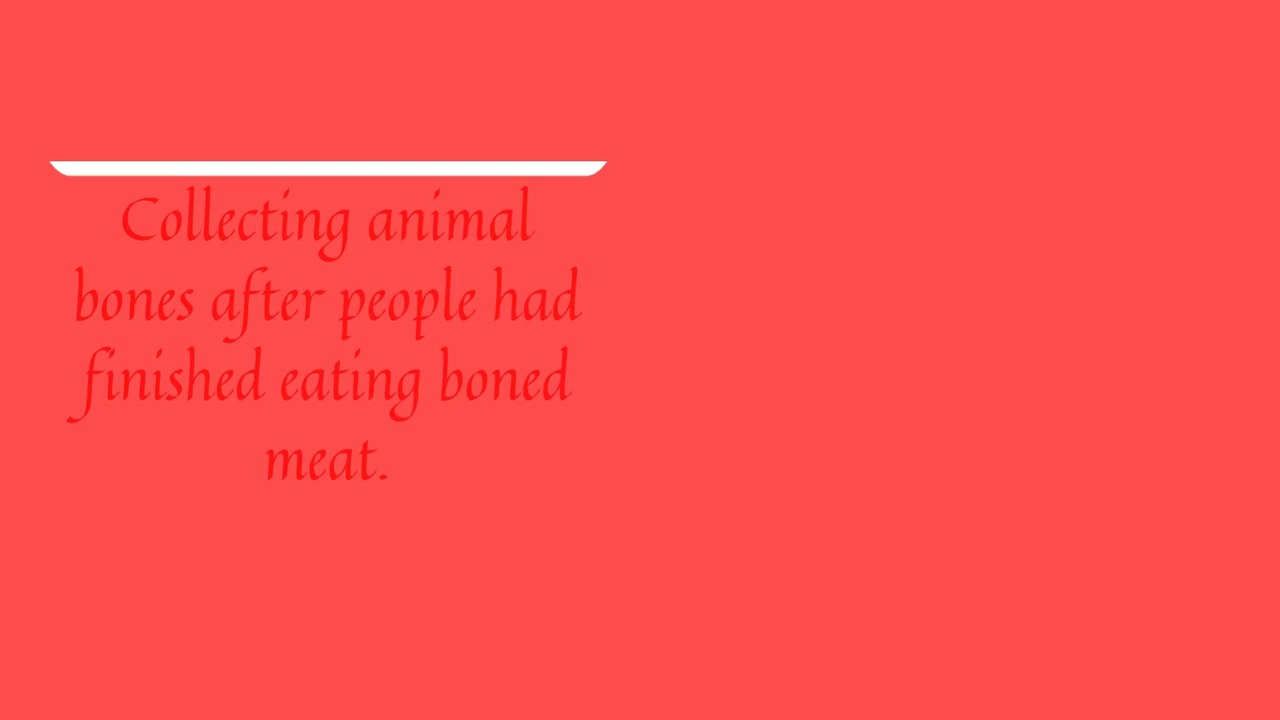 Collecting animal
bones after people had
finished eating boned
meat.